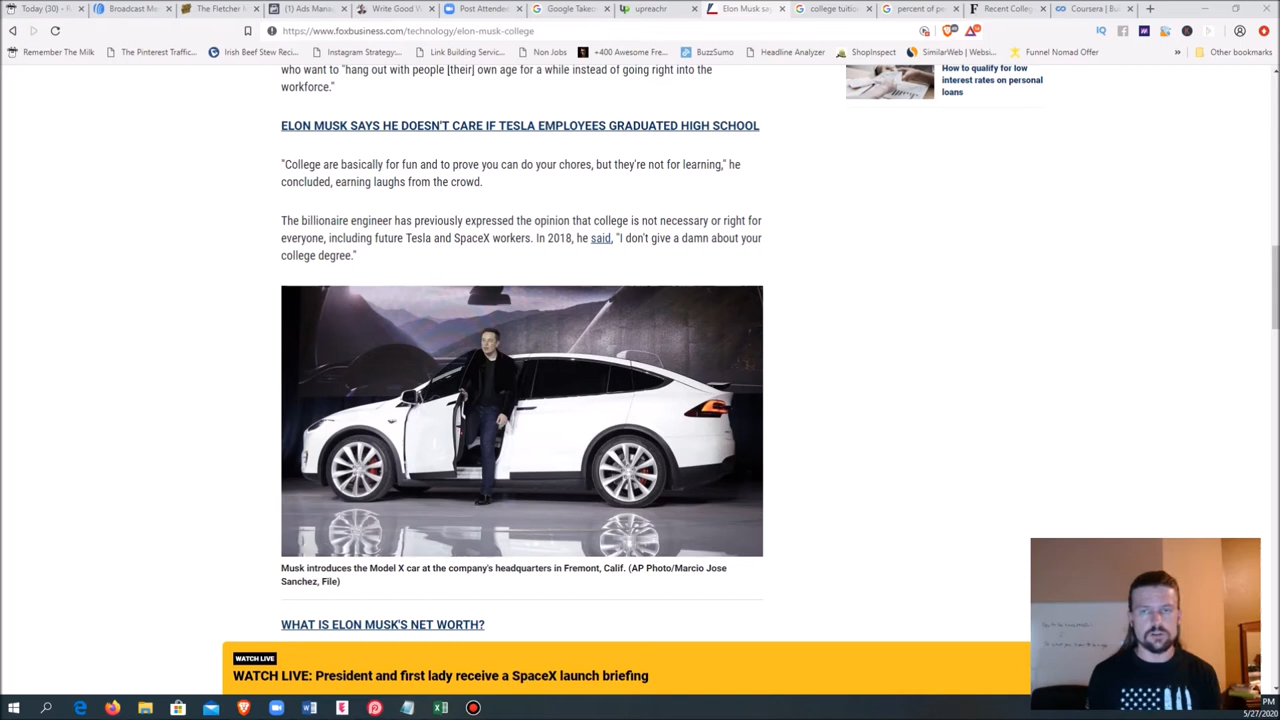 Today (30) - R
Broadcast Me
The Fletcher
(1) Ads Mana
Write Good V
Post Attende
Google Takeo
upreachr
Elon Musk sa
college tuitio
percent of pe
Recent Colleg
Coursera | Bui
https://www.foxbusiness.com/technology/elon-musk-college
Remember The Milk
The Pinterest Traffic...
Irish Beef Stew Reci...
Instagram Strategy:...
Link Building Servic...
Non Jobs
+400 Awesome Fre...
BuzzSumo
Headline Analyzer
ShopInspect
SimilarWeb | Websi...
Funnel Nomad Offer
Other bookmarks
who want to "hang out with people [their] own age for a while instead of going right into the
workforce."
How to qualify for low
interest rates on personal
loans
ELON MUSK SAYS HE DOESN'T CARE IF TESLA EMPLOYEES GRADUATED HIGH SCHOOL
"College are basically for fun and to prove you can do your chores, but they're not for learning," he
concluded, earning laughs from the crowd.
The billionaire engineer has previously expressed the opinion that college is not necessary or right for
everyone, including future Tesla and SpaceX workers. In 2018, he said, "I don't give a damn about your
college degree."
Musk introduces the Model X car at the company's headquarters in Fremont, Calif. (AP Photo/Marcio Jose
Sanchez, File)
WHAT IS ELON MUSK'S NET WORTH?
WATCH LIVE
WATCH LIVE: President and first lady receive a SpaceX launch briefing
PM
5/27/2020